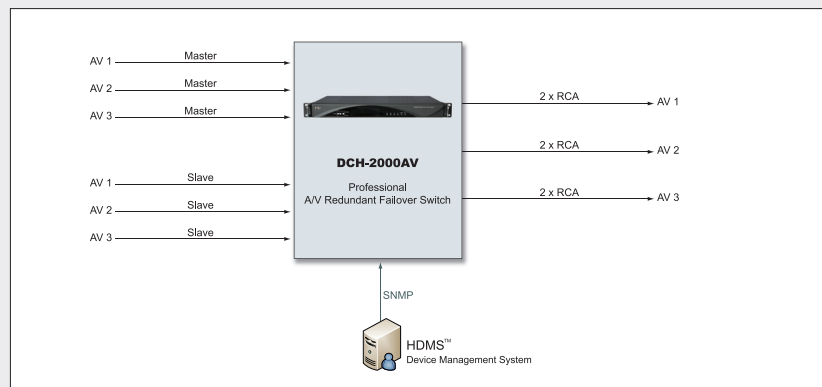 AV 1 Master
AV 2 Master
AV 3 Master
AV 1 Slave
AV 2 Slave
AV 3 Slave
DCH-2000AV
Professional
A/V Redundant Failover Switch
2 x RCA AV 1
2 x RCA AV 2
2 x RCA AV 3
SNMP
HDMS™
Device Management System